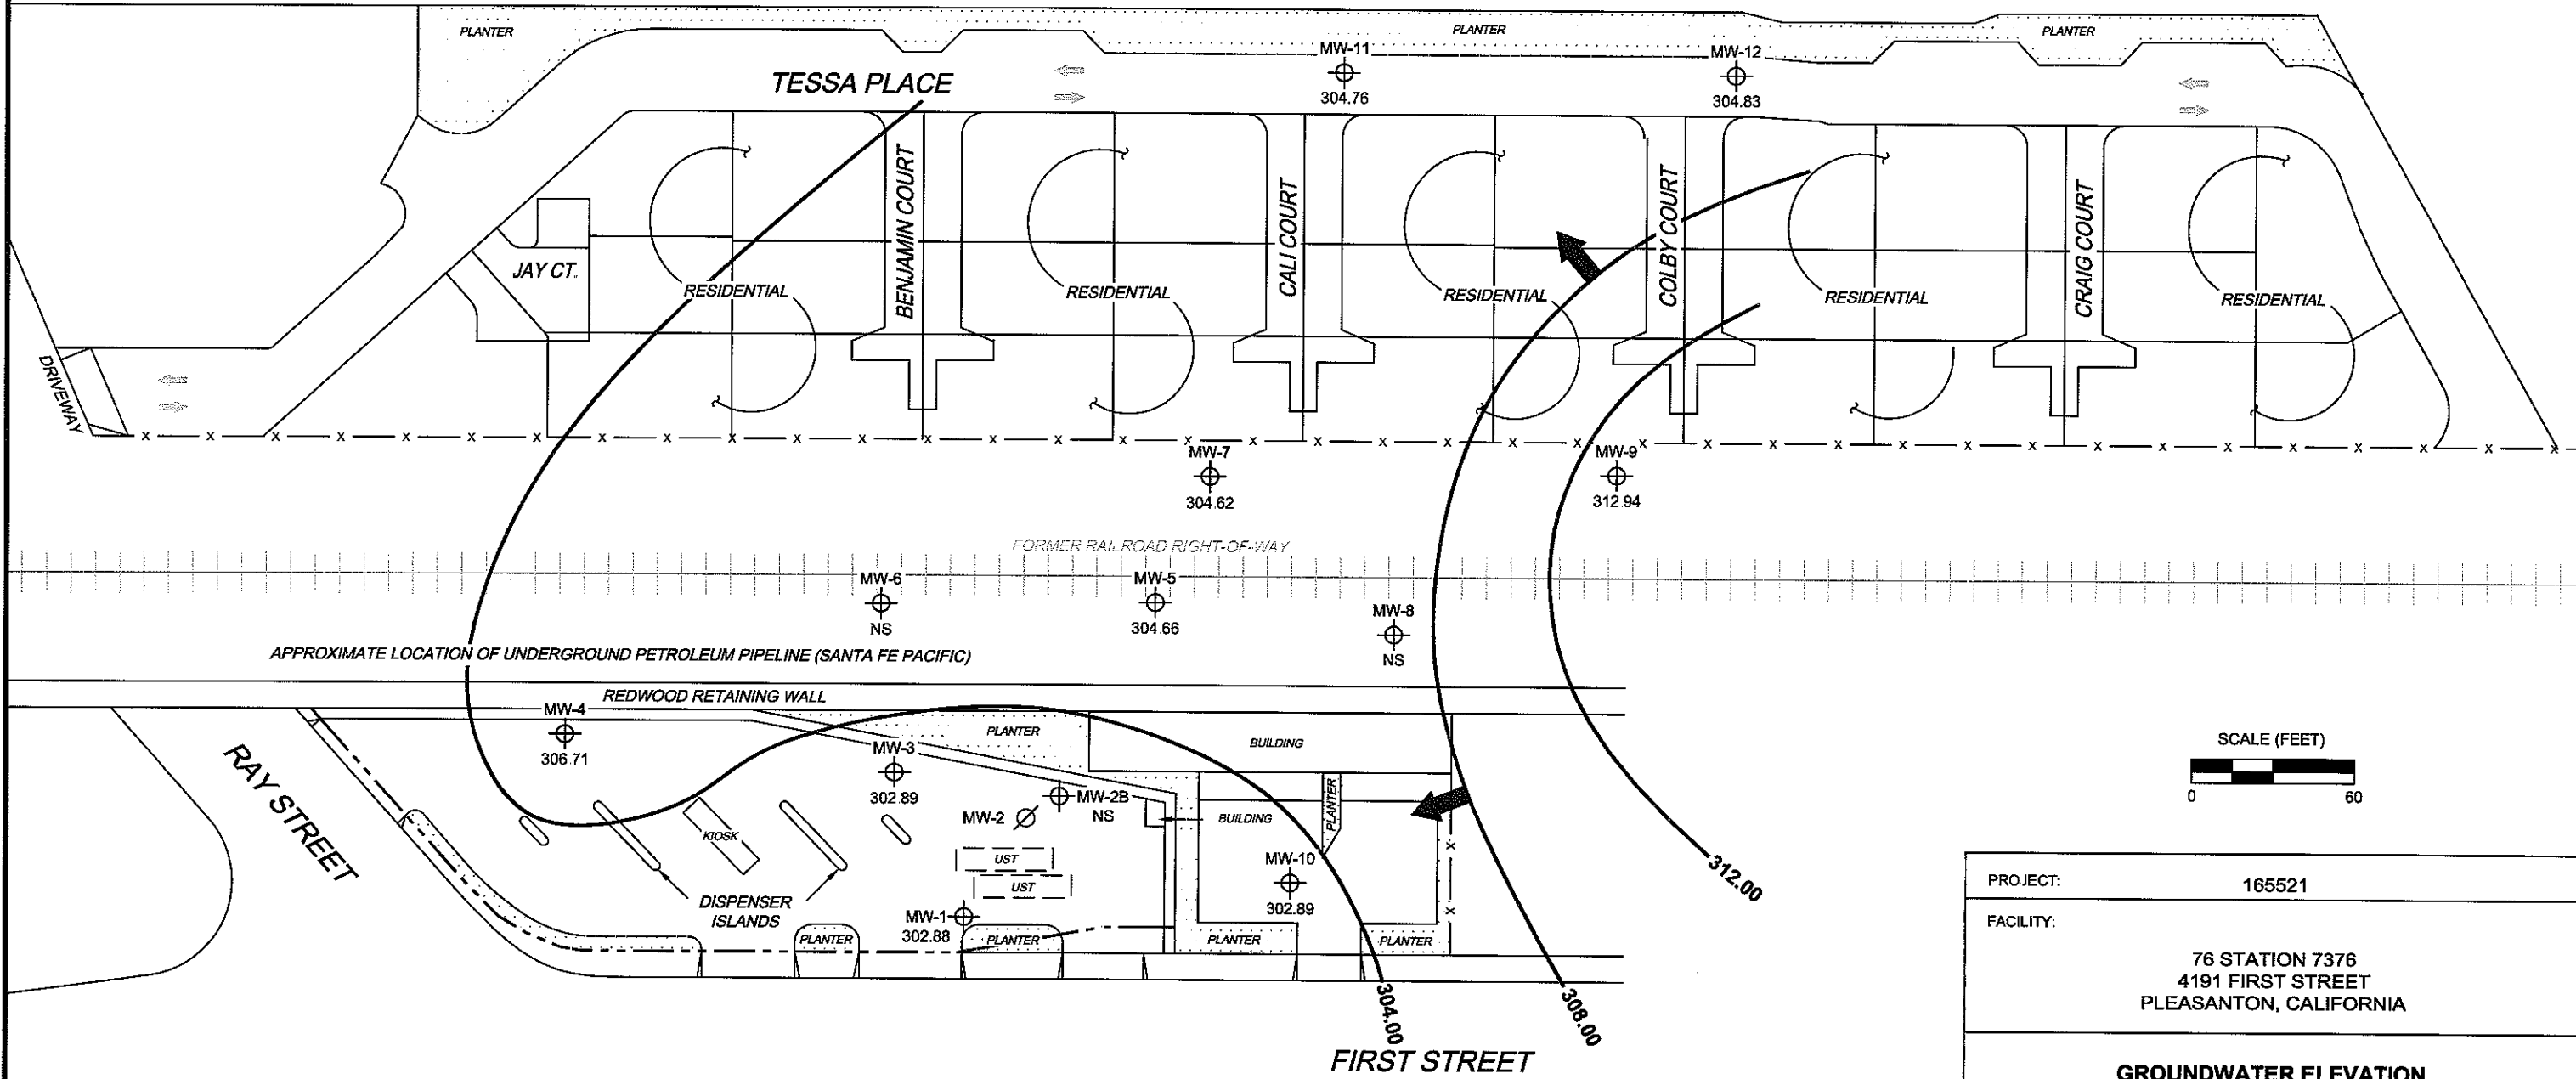 PLANTER
PLANTER
PLANTER
MW-11
304.76
MW-12
304.83
TESSA PLACE
BENJAMIN COURT
CALI COURT
COLBY COURT
CRAIG COURT
JAY CT.
RESIDENTIAL
RESIDENTIAL
RESIDENTIAL
RESIDENTIAL
RESIDENTIAL
DRIVEWAY
MW-7
304.62
MW-9
312.94
FORMER RAILROAD RIGHT-OF-WAY
MW-6
NS
MW-5
304.66
MW-8
NS
APPROXIMATE LOCATION OF UNDERGROUND PETROLEUM PIPELINE (SANTA FE PACIFIC)
REDWOOD RETAINING WALL
MW-4
306.71
RAY STREET
MW-3
302.89
PLANTER
BUILDING
PLANTER
MW-2B
NS
MW-2
BUILDING
KIOSK
UST
UST
DISPENSER
ISLANDS
MW-10
302.89
MW-1
302.88
PLANTER
PLANTER
PLANTER
PLANTER
312.00
308.00
304.00
FIRST STREET
SCALE (FEET)
0 60
PROJECT: 165521
FACILITY:
76 STATION 7376
4191 FIRST STREET
PLEASANTON, CALIFORNIA
GROUNDWATER ELEVATION